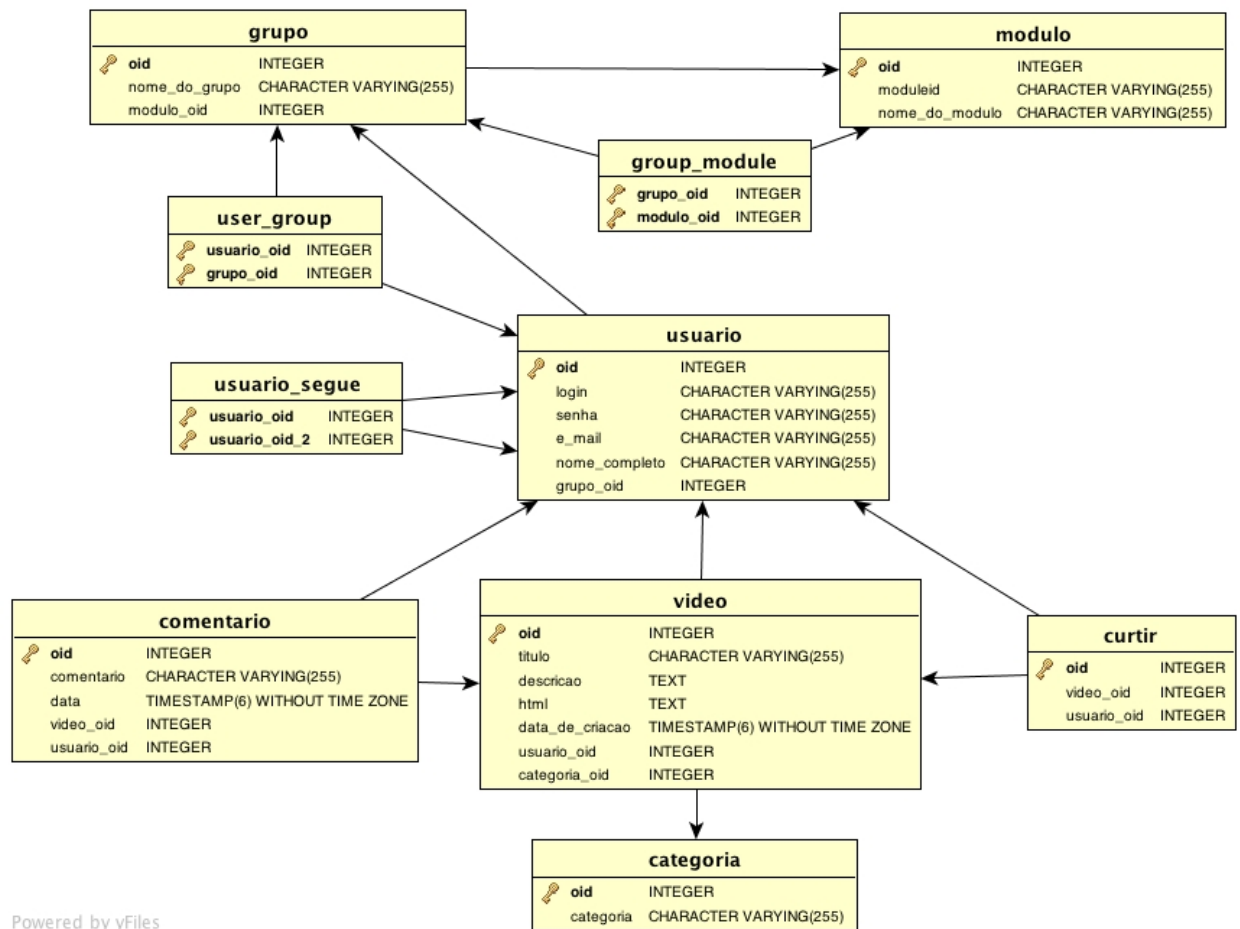 grupo
oid INTEGER
nome_do_grupo CHARACTER VARYING(255)
modulo_oid INTEGER
modulo
oid INTEGER
moduleid CHARACTER VARYING(255)
nome_do_modulo CHARACTER VARYING(255)
group_module
grupo_oid INTEGER
modulo_oid INTEGER
user_group
usuario_oid INTEGER
grupo_oid INTEGER
usuario
oid INTEGER
login CHARACTER VARYING(255)
senha CHARACTER VARYING(255)
e_mail CHARACTER VARYING(255)
nome_completo CHARACTER VARYING(255)
grupo_oid INTEGER
usuario_segue
usuario_oid INTEGER
usuario_oid_2 INTEGER
comentario
oid INTEGER
comentario CHARACTER VARYING(255)
data TIMESTAMP(6) WITHOUT TIME ZONE
video_oid INTEGER
usuario_oid INTEGER
video
oid INTEGER
titulo CHARACTER VARYING(255)
descricao TEXT
html TEXT
data_de_criacao TIMESTAMP(6) WITHOUT TIME ZONE
usuario_oid INTEGER
categoria_oid INTEGER
curtir
oid INTEGER
video_oid INTEGER
usuario_oid INTEGER
categoria
oid INTEGER
categoria CHARACTER VARYING(255)
Powered by yFiles